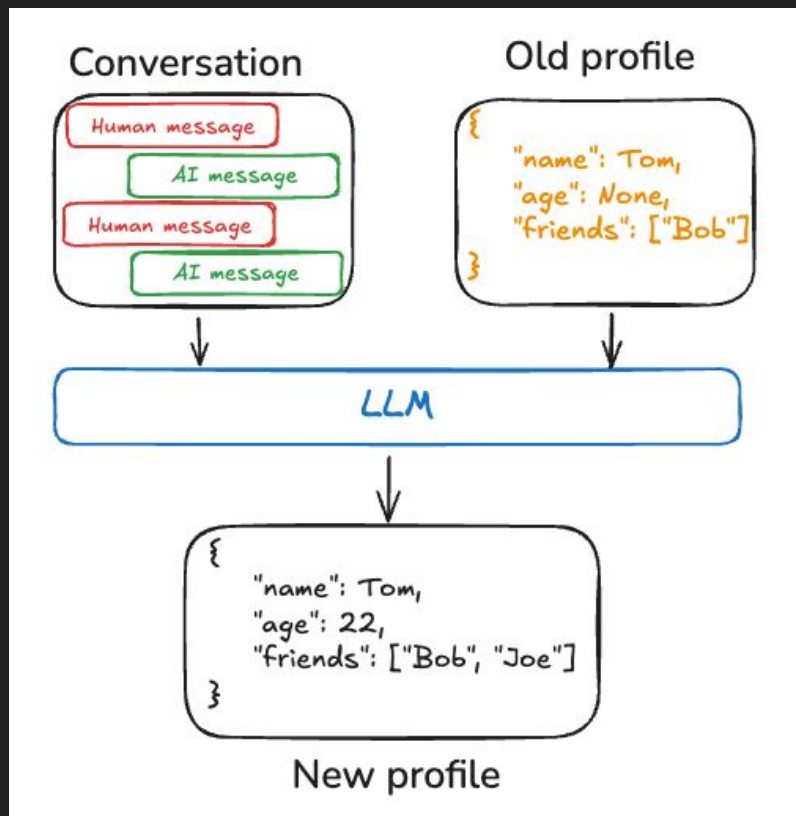 Conversation
Human message
AI message
Human message
AI message
Old profile
{
"name": Tom,
"age": None,
"friends": ["Bob"]
}
LLM
{
"name": Tom,
"age": 22,
"friends": ["Bob", "Joe"]
}
New profile